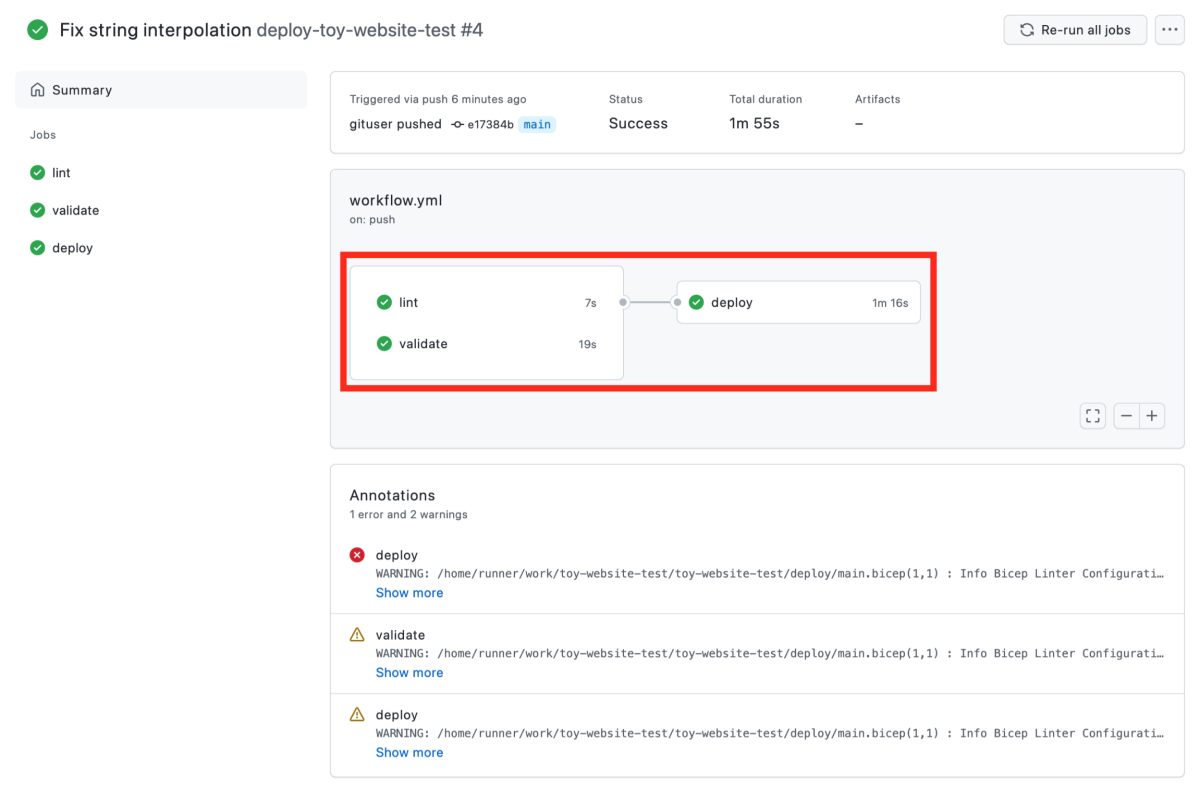 Fix string interpolation deploy-toy-website-test #4
Re-run all jobs
Summary
Jobs
lint
validate
deploy
Triggered via push 6 minutes ago
gituser pushed e17384b main
Status
Success
Total duration
1m 55s
Artifacts
–
workflow.yml
on: push
lint 7s
validate 19s
deploy 1m 16s
Annotations
1 error and 2 warnings
deploy
WARNING: /home/runner/work/toy-website-test/toy-website-test/deploy/main.bicep(1,1) : Info Bicep Linter Configurati…
Show more
validate
WARNING: /home/runner/work/toy-website-test/toy-website-test/deploy/main.bicep(1,1) : Info Bicep Linter Configurati…
Show more
deploy
WARNING: /home/runner/work/toy-website-test/toy-website-test/deploy/main.bicep(1,1) : Info Bicep Linter Configurati…
Show more